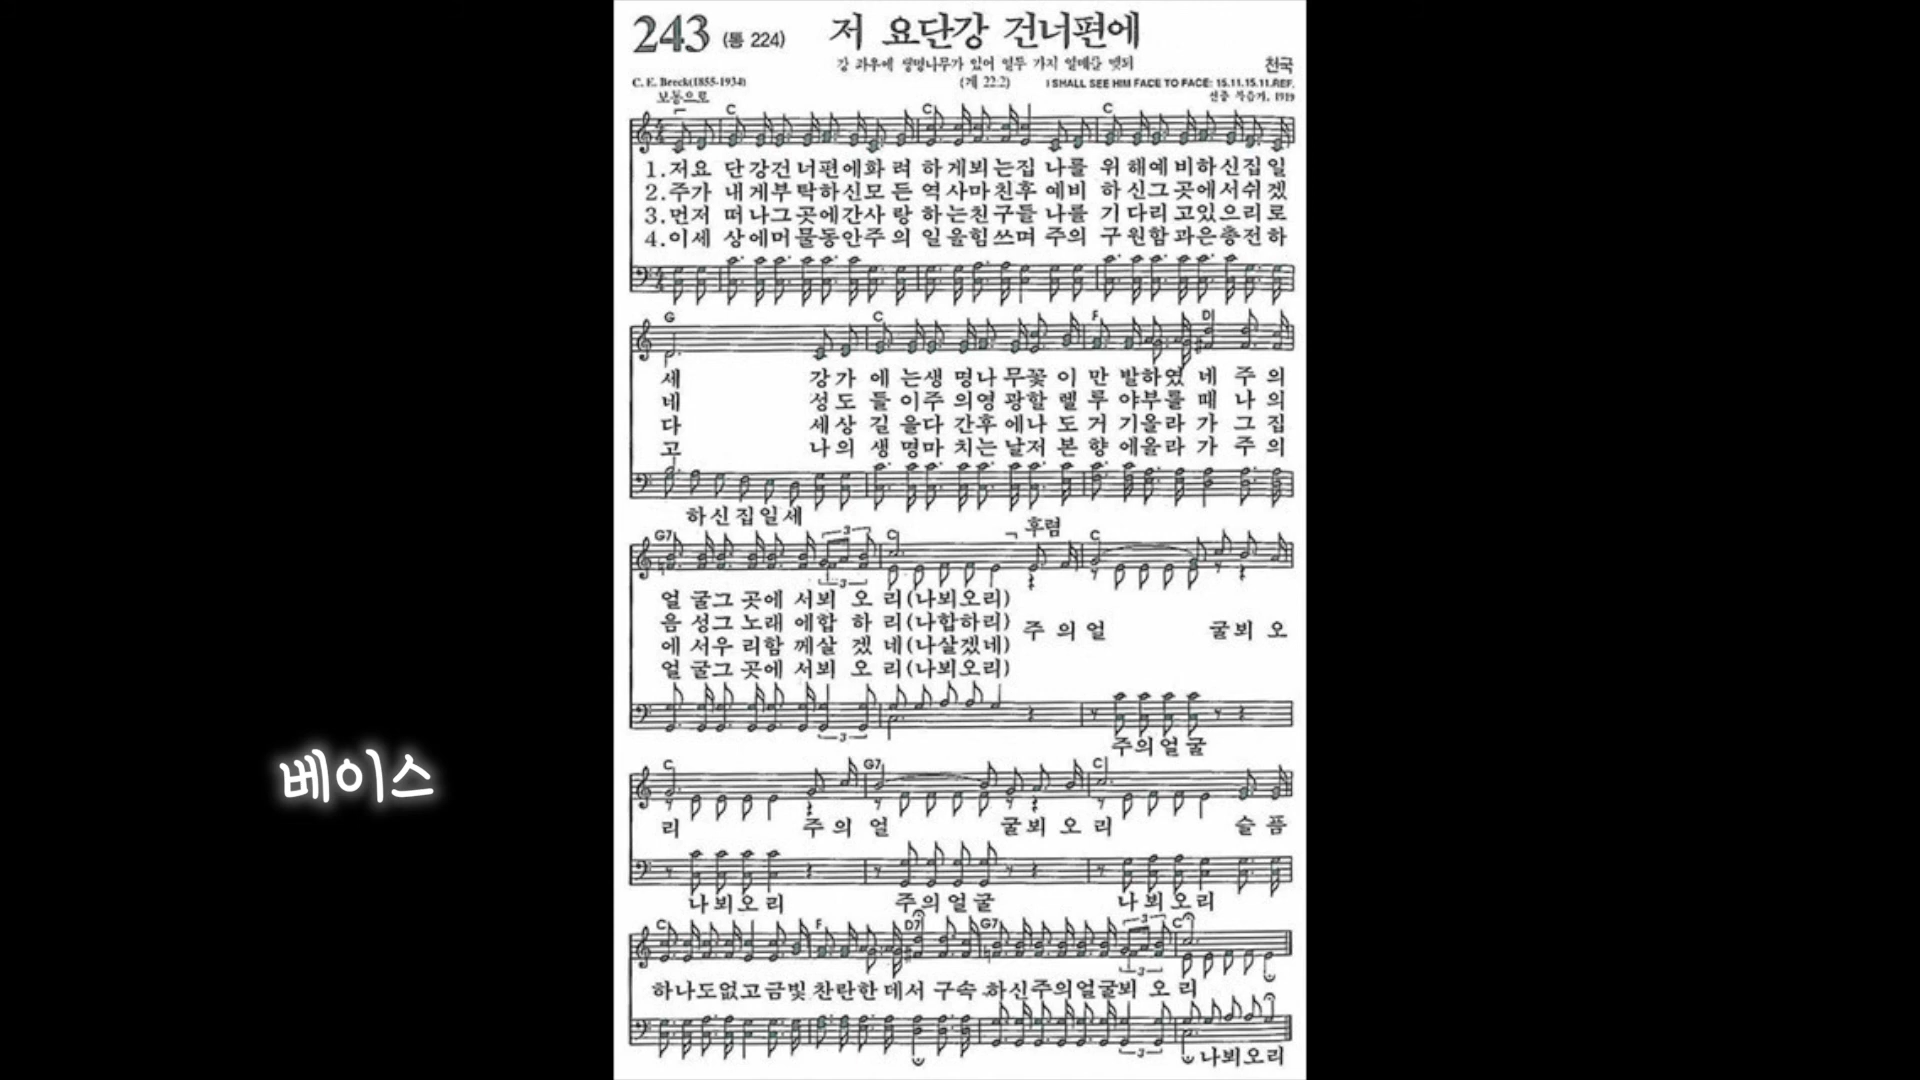 243 (통 224) 저 요단강 건너편에
강 좌우에 생명나무가 있어 열두 가지 열매를 맺되
천국
C. E. Breck(1855-1934) (계 22:2) I SHALL SEE HIM FACE TO FACE: 15.11.15.11.REF.
보통으로 신증 복음가, 1919
C C C
1.저요 단강건너편에화려 하게뵈는집 나를 위해예비하신집일
2.주가 내게부탁하신모든 역사마친후 예비 하신그곳에서쉬겠
3.먼저 떠나그곳에간사랑 하는친구들 나를 기다리고있으리로
4.이세 상에머물동안주의 일을힘쓰며 주의 구원함과은총전하
G C F D
세 강가 에는생명나무꽃이만발하였네 주의
네 성도 들이주의영광할렐루야부를때 나의
다 세상 길을다간후에나도거기올라가 그집
고 나의 생명마치는날저본향에올라가 주의
하신집일세
후렴
G7 3 C C
3
얼굴그곳에서뵈오리(나뵈오리)
음성그노래에합하리(나합하리)
주의얼 굴뵈오
에서우리함께살겠네(나살겠네)
얼굴그곳에서뵈오리(나뵈오리)
3
주의얼굴
베이스
C G7 C
리 주의얼 굴뵈오리 슬픔
나뵈오리 주의얼굴 나뵈오리
C F D7 G7 3 C
3
하나도없고금빛찬란한데서 구속하신주의얼굴뵈오리
3
나뵈오리